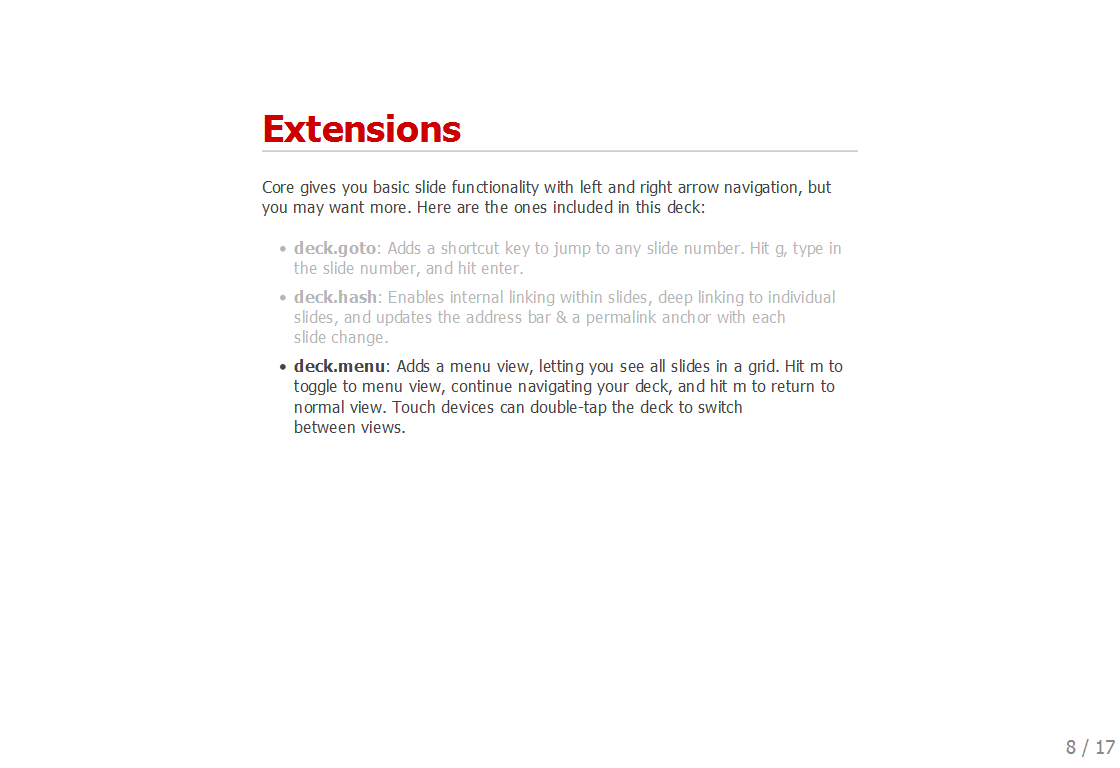 Extensions
Core gives you basic slide functionality with left and right arrow navigation, but
you may want more. Here are the ones included in this deck:
• deck.goto: Adds a shortcut key to jump to any slide number. Hit g, type in
the slide number, and hit enter.
• deck.hash: Enables internal linking within slides, deep linking to individual
slides, and updates the address bar & a permalink anchor with each
slide change.
• deck.menu: Adds a menu view, letting you see all slides in a grid. Hit m to
toggle to menu view, continue navigating your deck, and hit m to return to
normal view. Touch devices can double-tap the deck to switch
between views.
8 / 17